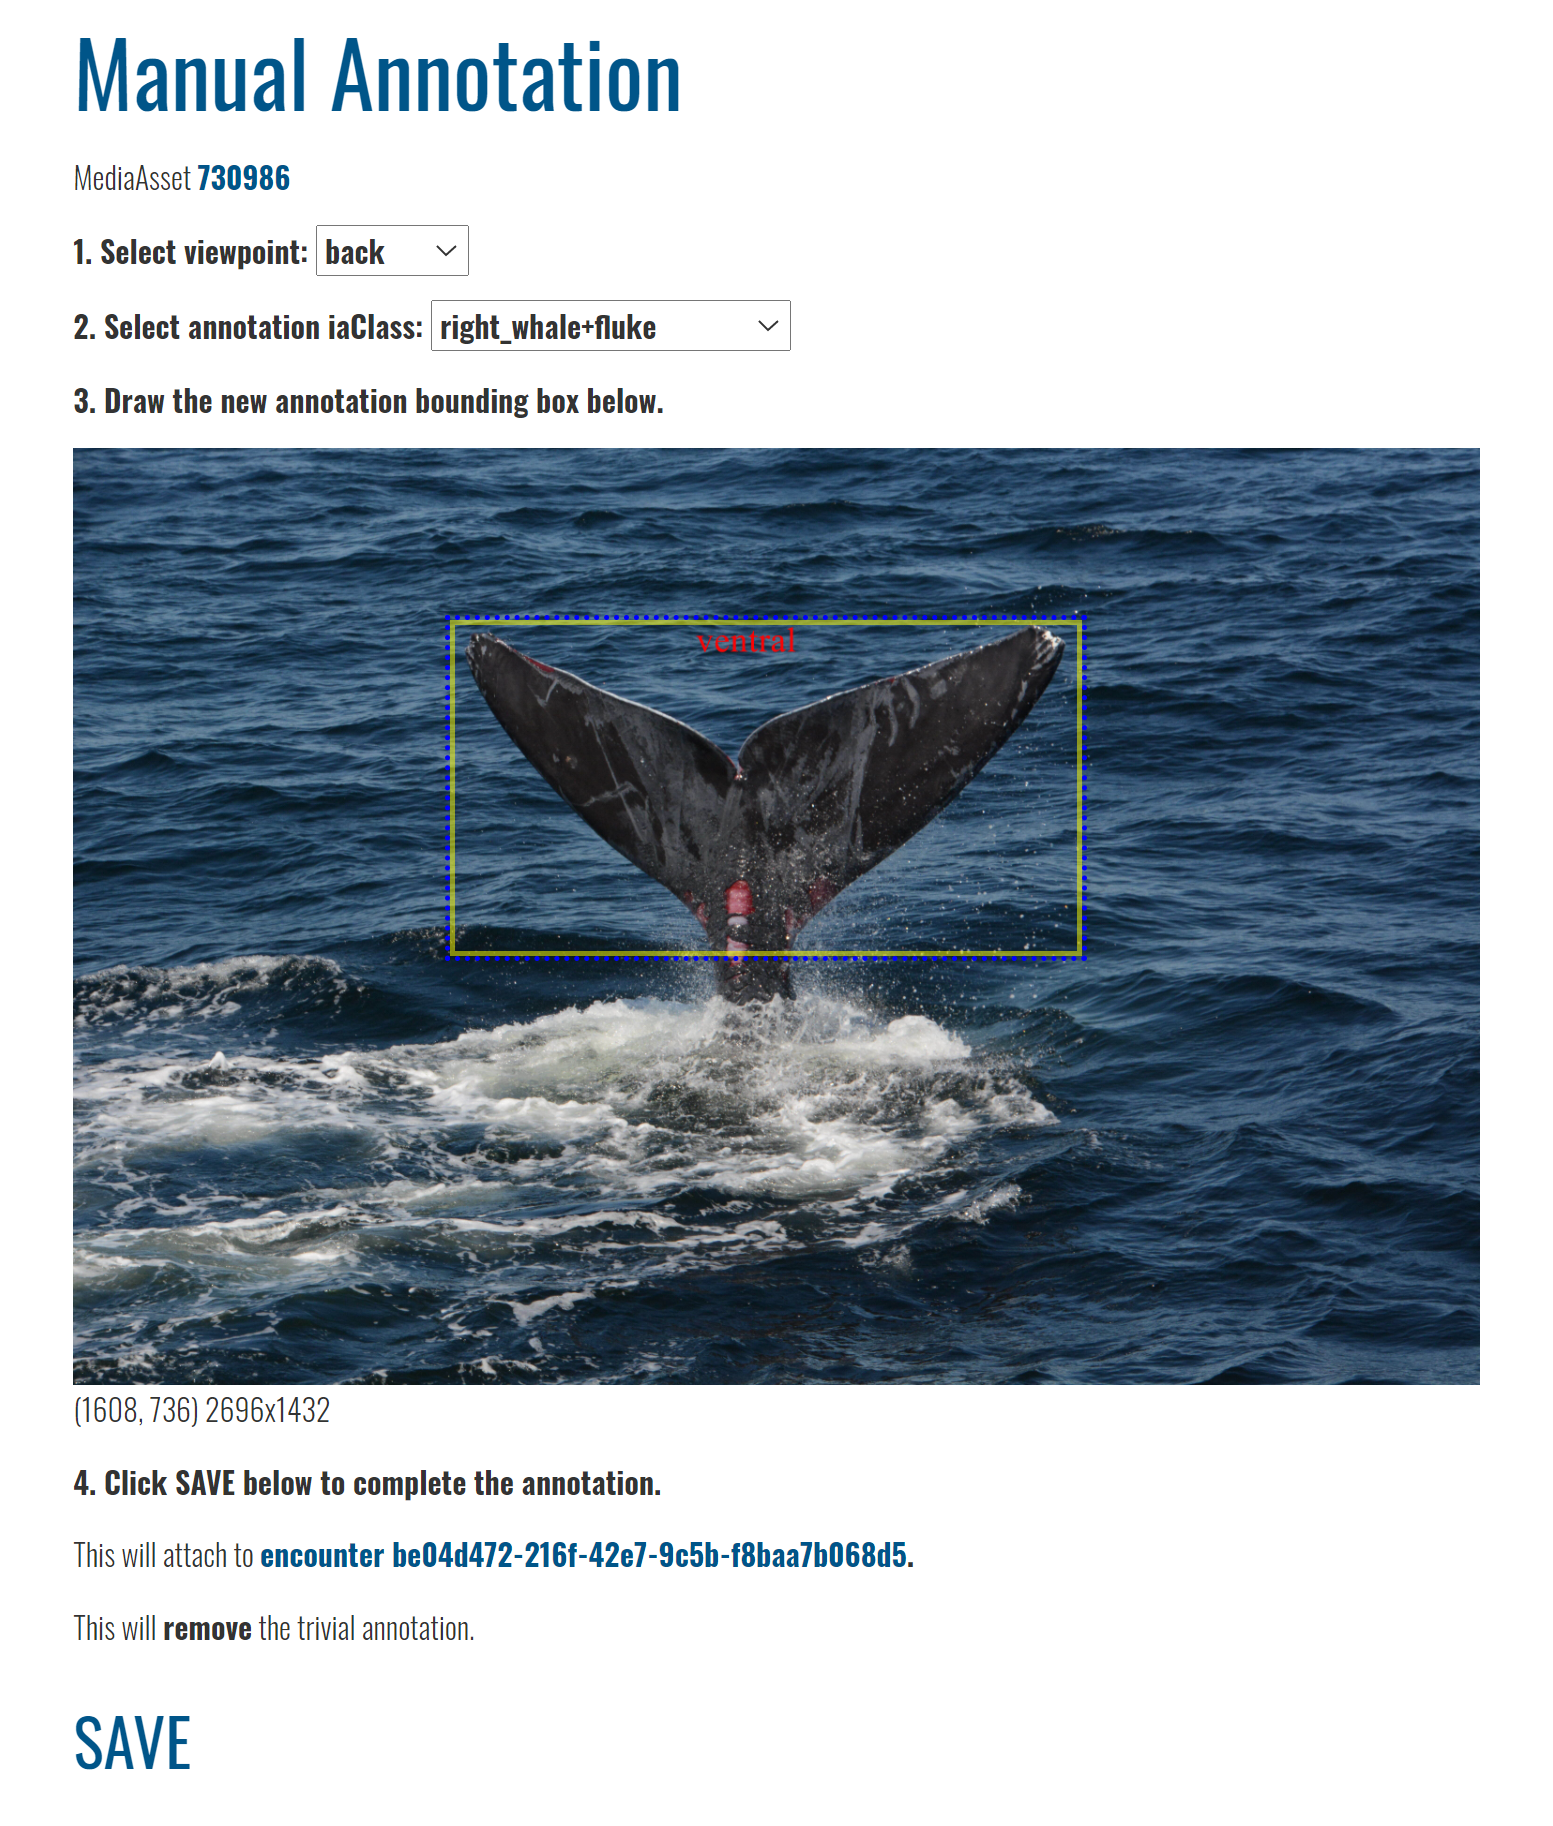 Manual Annotation
MediaAsset 730986
1. Select viewpoint: back
2. Select annotation iaClass: right_whale+fluke
3. Draw the new annotation bounding box below.
ventral
(1608, 736) 2696x1432
4. Click SAVE below to complete the annotation.
This will attach to encounter be04d472-216f-42e7-9c5b-f8baa7b068d5.
This will remove the trivial annotation.
SAVE